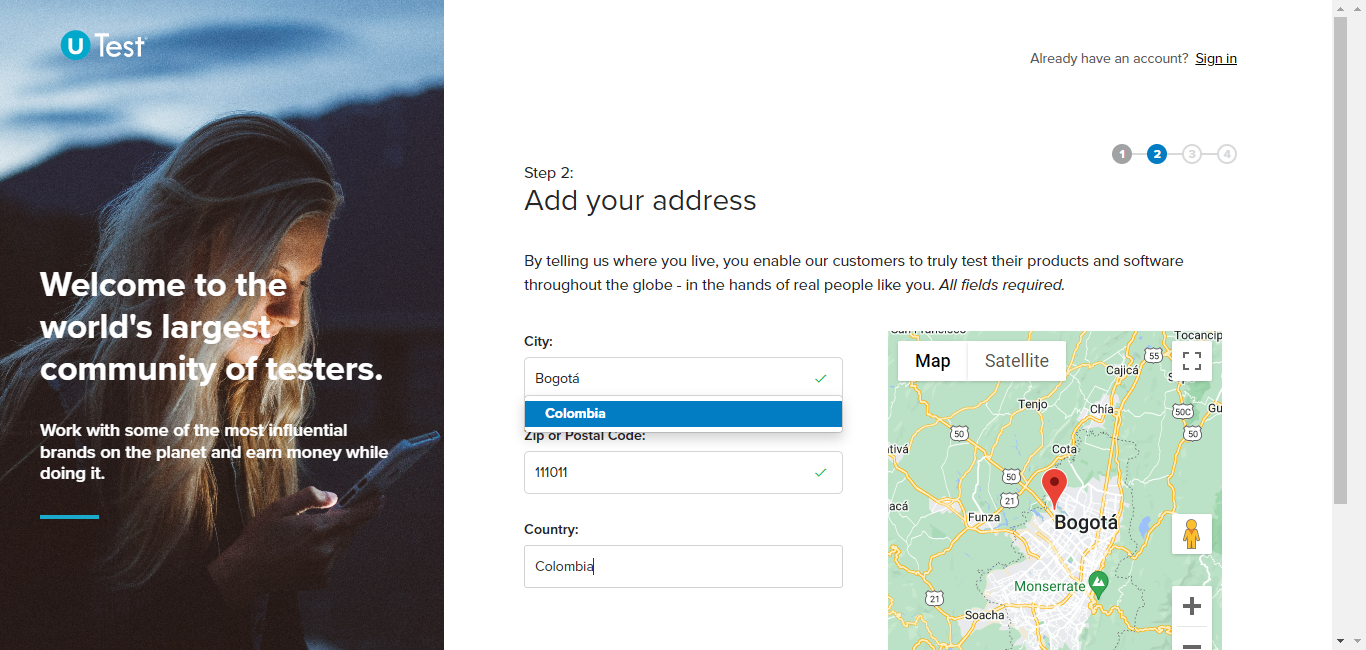 U Test
Already have an account? Sign in
1 2 3 4
Step 2:
Add your address
Welcome to the
world's largest
community of testers.
Work with some of the most influential
brands on the planet and earn money while
doing it.
By telling us where you live, you enable our customers to truly test their products and software
throughout the globe - in the hands of real people like you. All fields required.
City:
Bogotá
Colombia
Zip or Postal Code:
111011
Country:
Colombia
San Francisco
Tocancip
Map
Satellite
55
Cajicá
Tenjo
Chía
50C
Gu
50
50
tivá
Cota
50
21
acá
Funza
Bogotá
Monserrate
21
Soacha